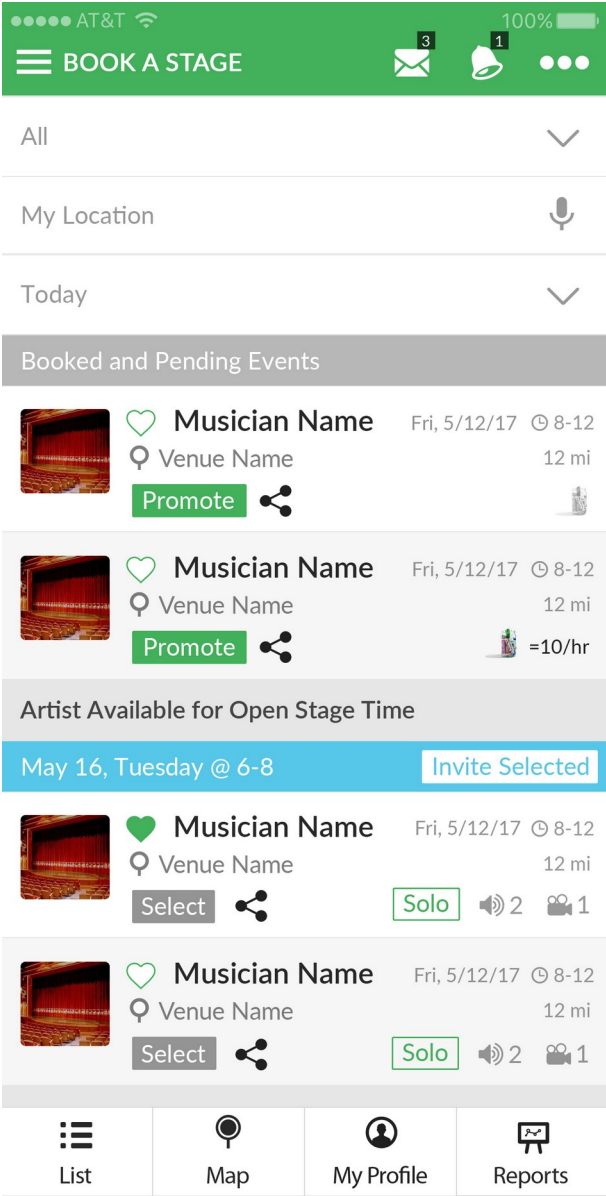 AT&T 100%
BOOK A STAGE 3 1
All
My Location
Today
Booked and Pending Events
Musician Name Fri, 5/12/17 8-12
Venue Name 12 mi
Promote
Musician Name Fri, 5/12/17 8-12
Venue Name 12 mi
Promote =10/hr
Artist Available for Open Stage Time
May 16, Tuesday @ 6-8 Invite Selected
Musician Name Fri, 5/12/17 8-12
Venue Name 12 mi
Select Solo 2 1
Musician Name Fri, 5/12/17 8-12
Venue Name 12 mi
Select Solo 2 1
List Map My Profile Reports